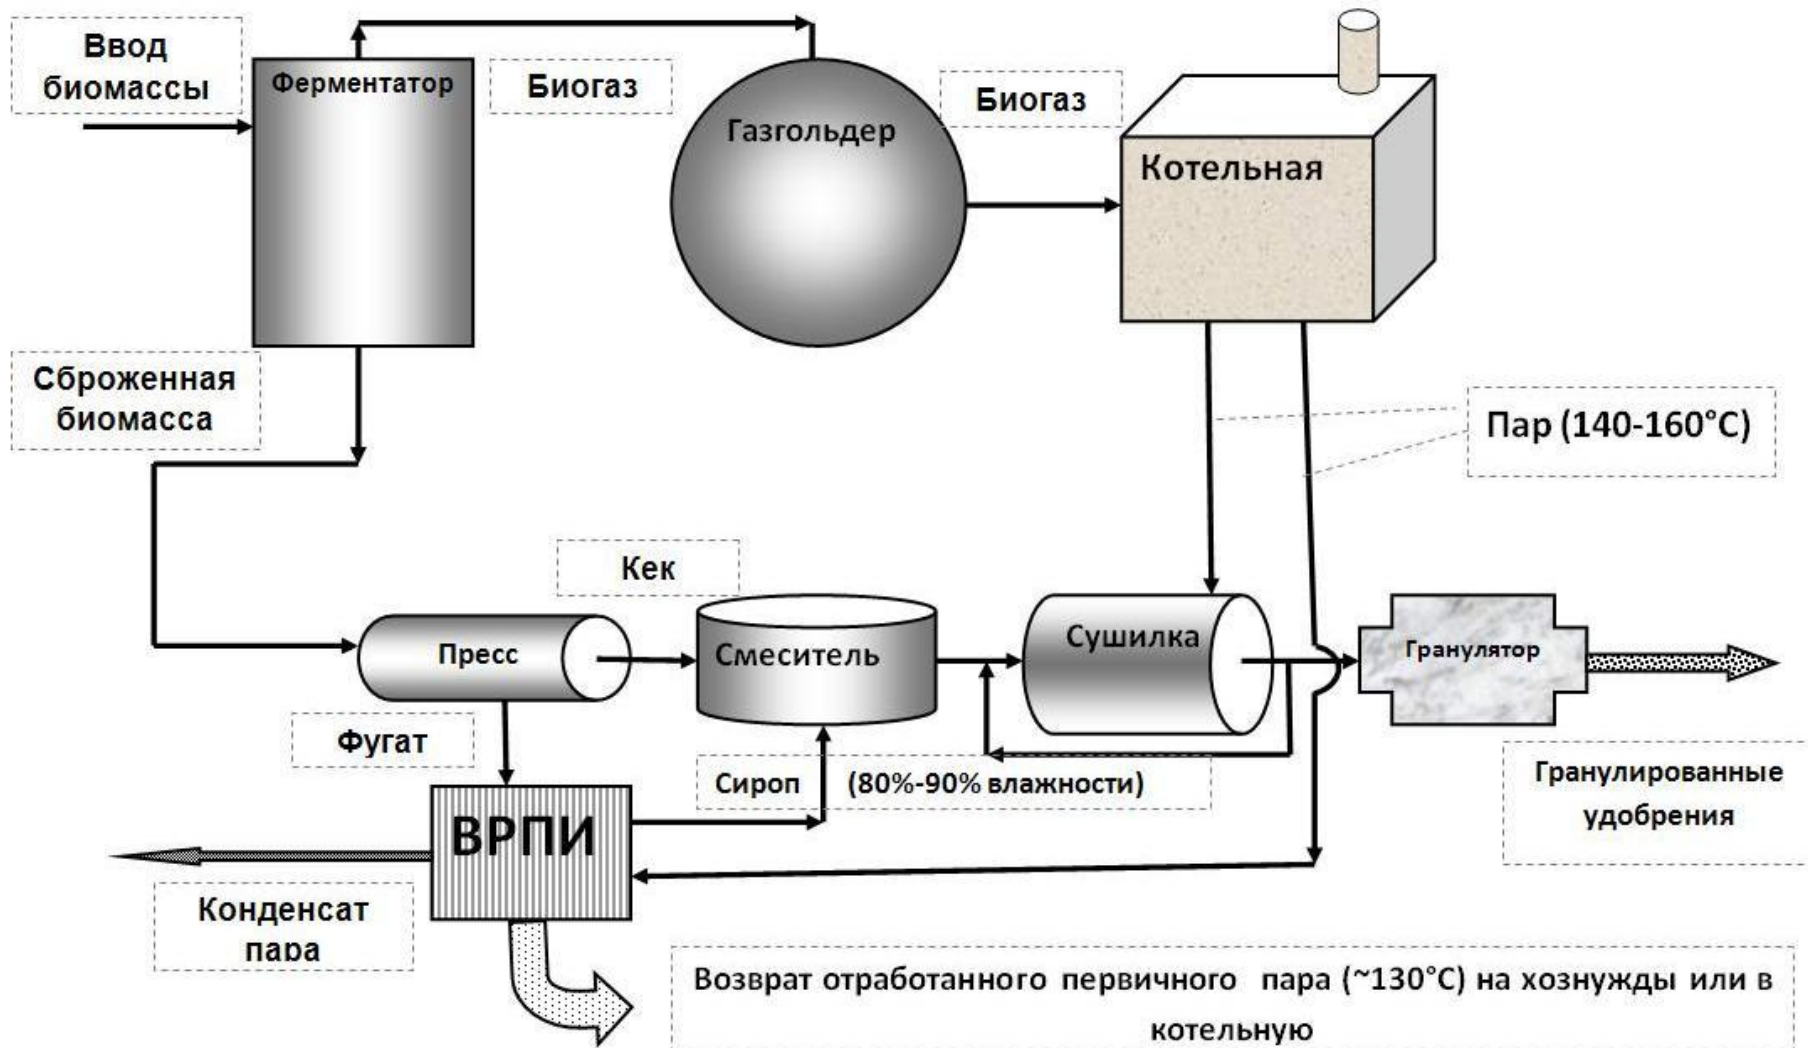 Ввод
биомассы
Ферментатор
Биогаз
Газгольдер
Биогаз
Котельная
Сброженная
биомасса
Пар (140-160°C)
Кек
Пресс
Смеситель
Сушилка
Гранулятор
Фугат
Сироп (80%-90% влажности)
Гранулированные
удобрения
ВРПИ
Конденсат
пара
Возврат отработанного первичного пара (~130°C) на хознужды или в
котельную